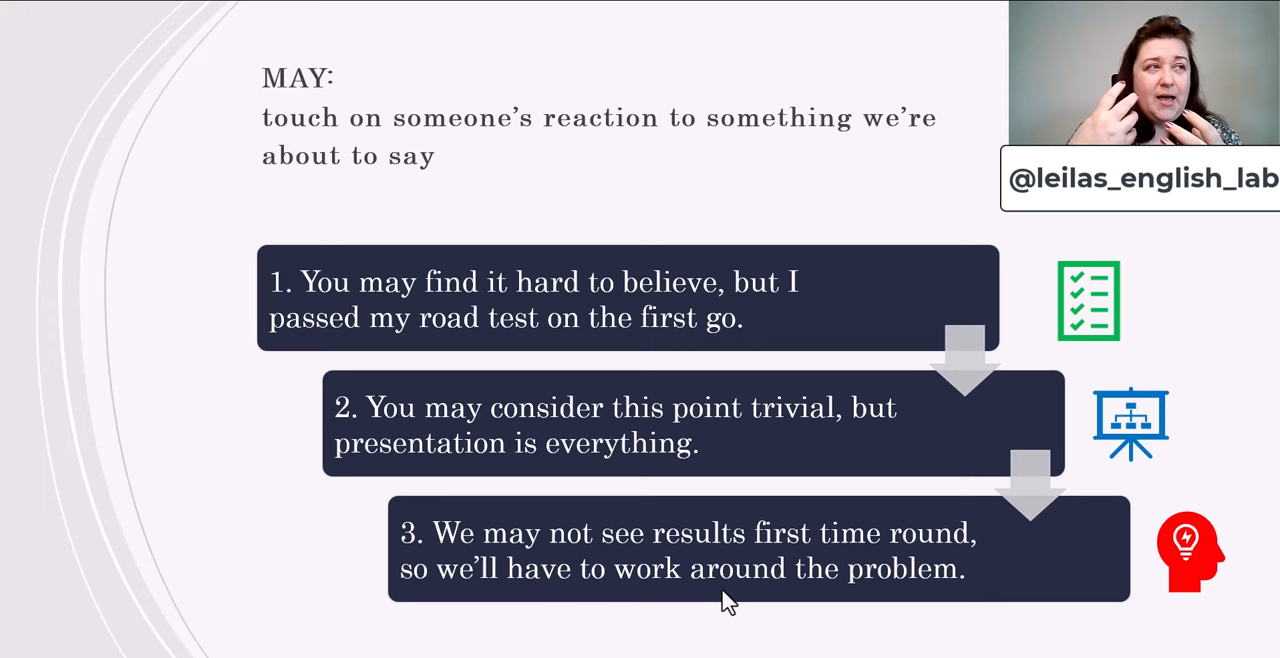 MAY:
touch on someone's reaction to something we're
about to say
@leilas_english_lab
1. You may find it hard to believe, but I
passed my road test on the first go.
2. You may consider this point trivial, but
presentation is everything.
3. We may not see results first time round,
so we'll have to work around the problem.